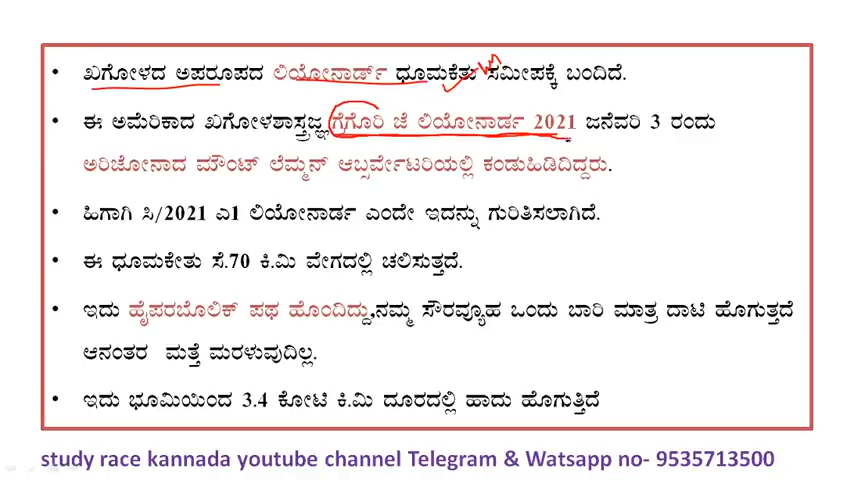 • ಖಗೋಳದ ಅಪರೂಪದ ಲಿಯೋನಾರ್ಡ್ ಧೂಮಕೆತು ಸಮೀಪಕ್ಕೆ ಬಂದಿದೆ.
• ಈ ಅಮೆರಿಕಾದ ಖಗೋಳಶಾಸ್ತ್ರಜ್ಞ ಗ್ರೆಗೊರಿ ಜೆ ಲಿಯೋನಾರ್ಡ 2021 ಜನೆವರಿ 3 ರಂದು
ಅರಿಜೋನಾದ ಮೌಂಟ್ ಲೆಮ್ಮನ್ ಆಬ್ಸರ್ವೇಟರಿಯಲ್ಲಿ ಕಂಡುಹಿಡಿದಿದ್ದರು.
• ಹಿಗಾಗಿ ಸಿ/2021 ಎ1 ಲಿಯೋನಾರ್ಡ ಎಂದೇ ಇದನ್ನು ಗುರಿತಿಸಲಾಗಿದೆ.
• ಈ ಧೂಮಕೇತು ಸೆ.70 ಕಿ.ಮಿ ವೇಗದಲ್ಲಿ ಚಲಿಸುತ್ತದೆ.
• ಇದು ಹೈಪರಬೊಲಿಕ್ ಪಥ ಹೊಂದಿದ್ದು,ನಮ್ಮ ಸೌರವ್ಯೂಹ ಒಂದು ಬಾರಿ ಮಾತ್ರ ದಾಟಿ ಹೊಗುತ್ತದೆ
ಆನಂತರ ಮತ್ತೆ ಮರಳುವುದಿಲ್ಲ.
• ಇದು ಭೂಮಿಯಿಂದ 3.4 ಕೋಟಿ ಕಿ.ಮಿ ದೂರದಲ್ಲಿ ಹಾದು ಹೊಗುತ್ತಿದೆ
study race kannada youtube channel Telegram & Watsapp no- 9535713500